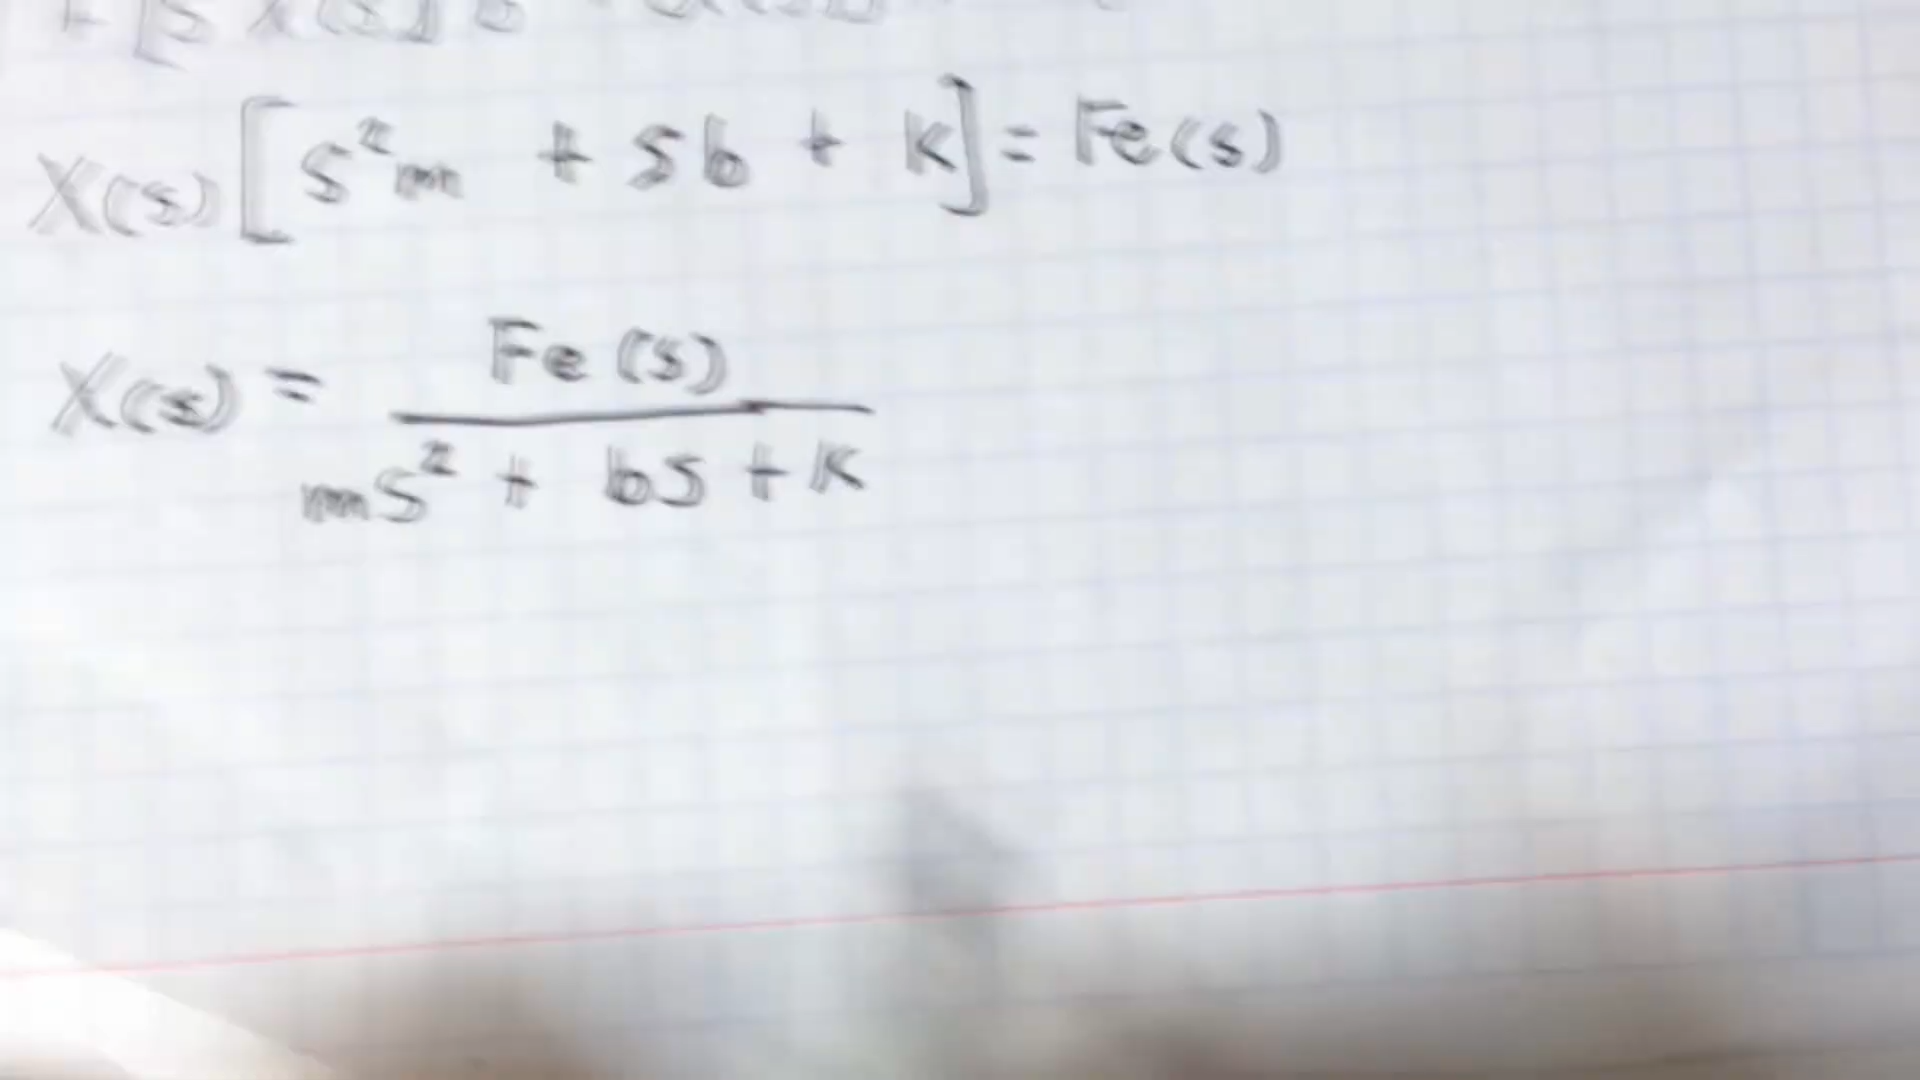 X(s) [ s²m + sb + k ] = Fe(s)
X(s) = Fe(s) / ms² + bs + k